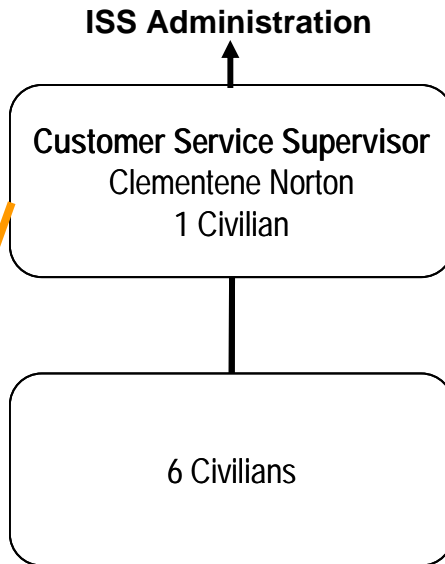 ISS Administration
Customer Service Supervisor
Clementene Norton
1 Civilian
6 Civilians